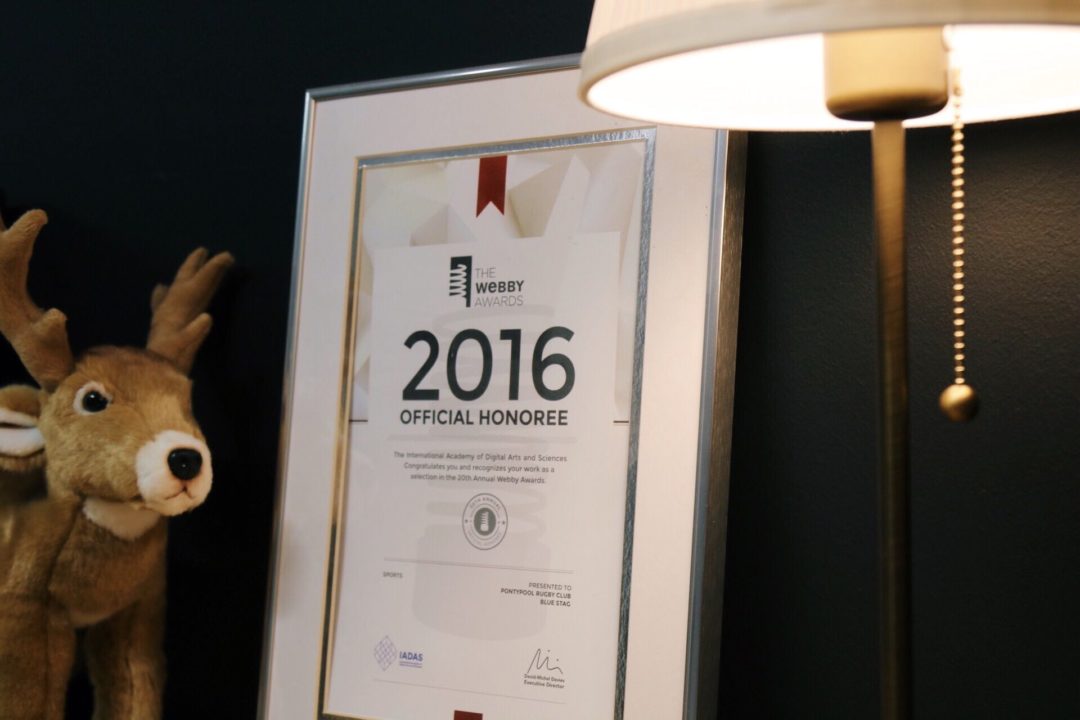 THE
WEBBY
AWARDS
2016
OFFICIAL HONOREE
The International Academy of Digital Arts and Sciences
Congratulates you and recognizes your work as a
selection in the 20th Annual Webby Awards.
20TH ANNUAL
SPORTS
PRESENTED TO
PONTYPOOL RUGBY CLUB
BLUE STAG
IADAS
David-Michel Davies
Executive Director